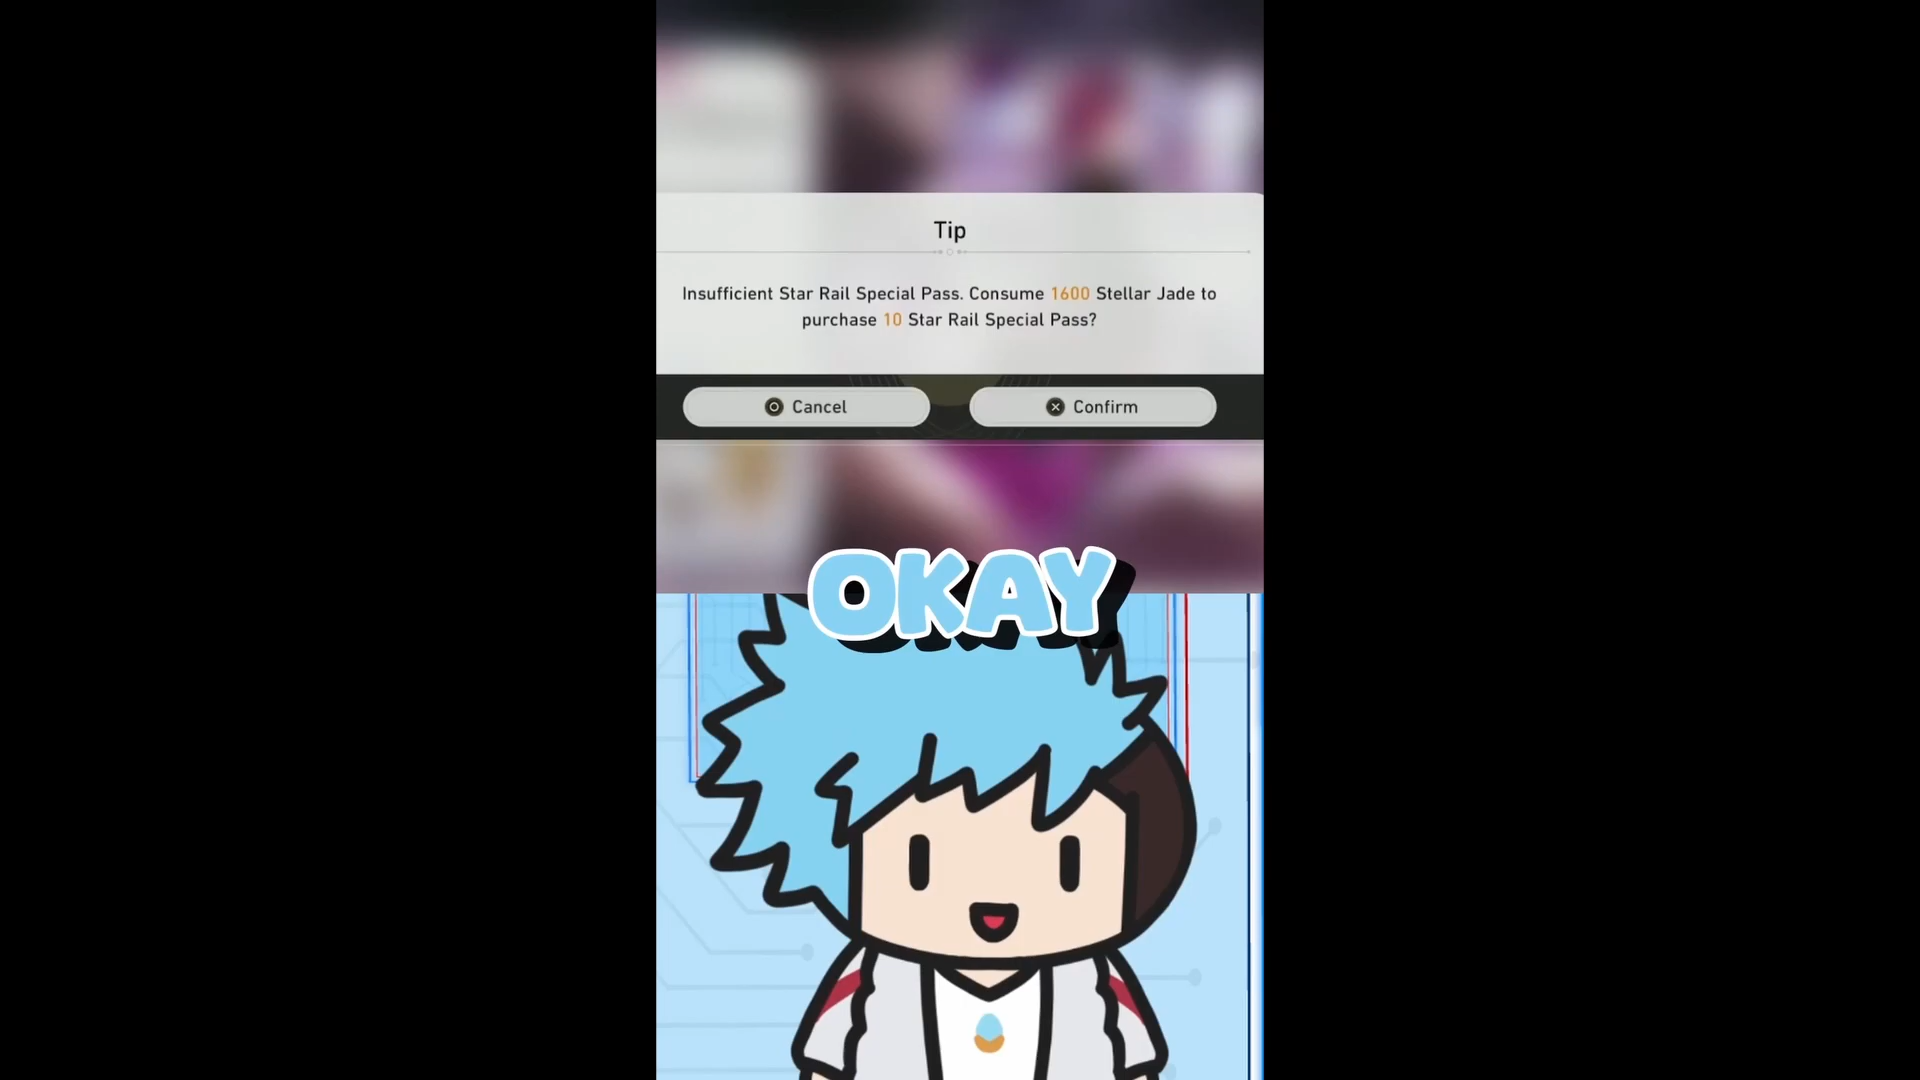 Tip
Insufficient Star Rail Special Pass. Consume 1600 Stellar Jade to
purchase 10 Star Rail Special Pass?
Cancel
Confirm
OKAY